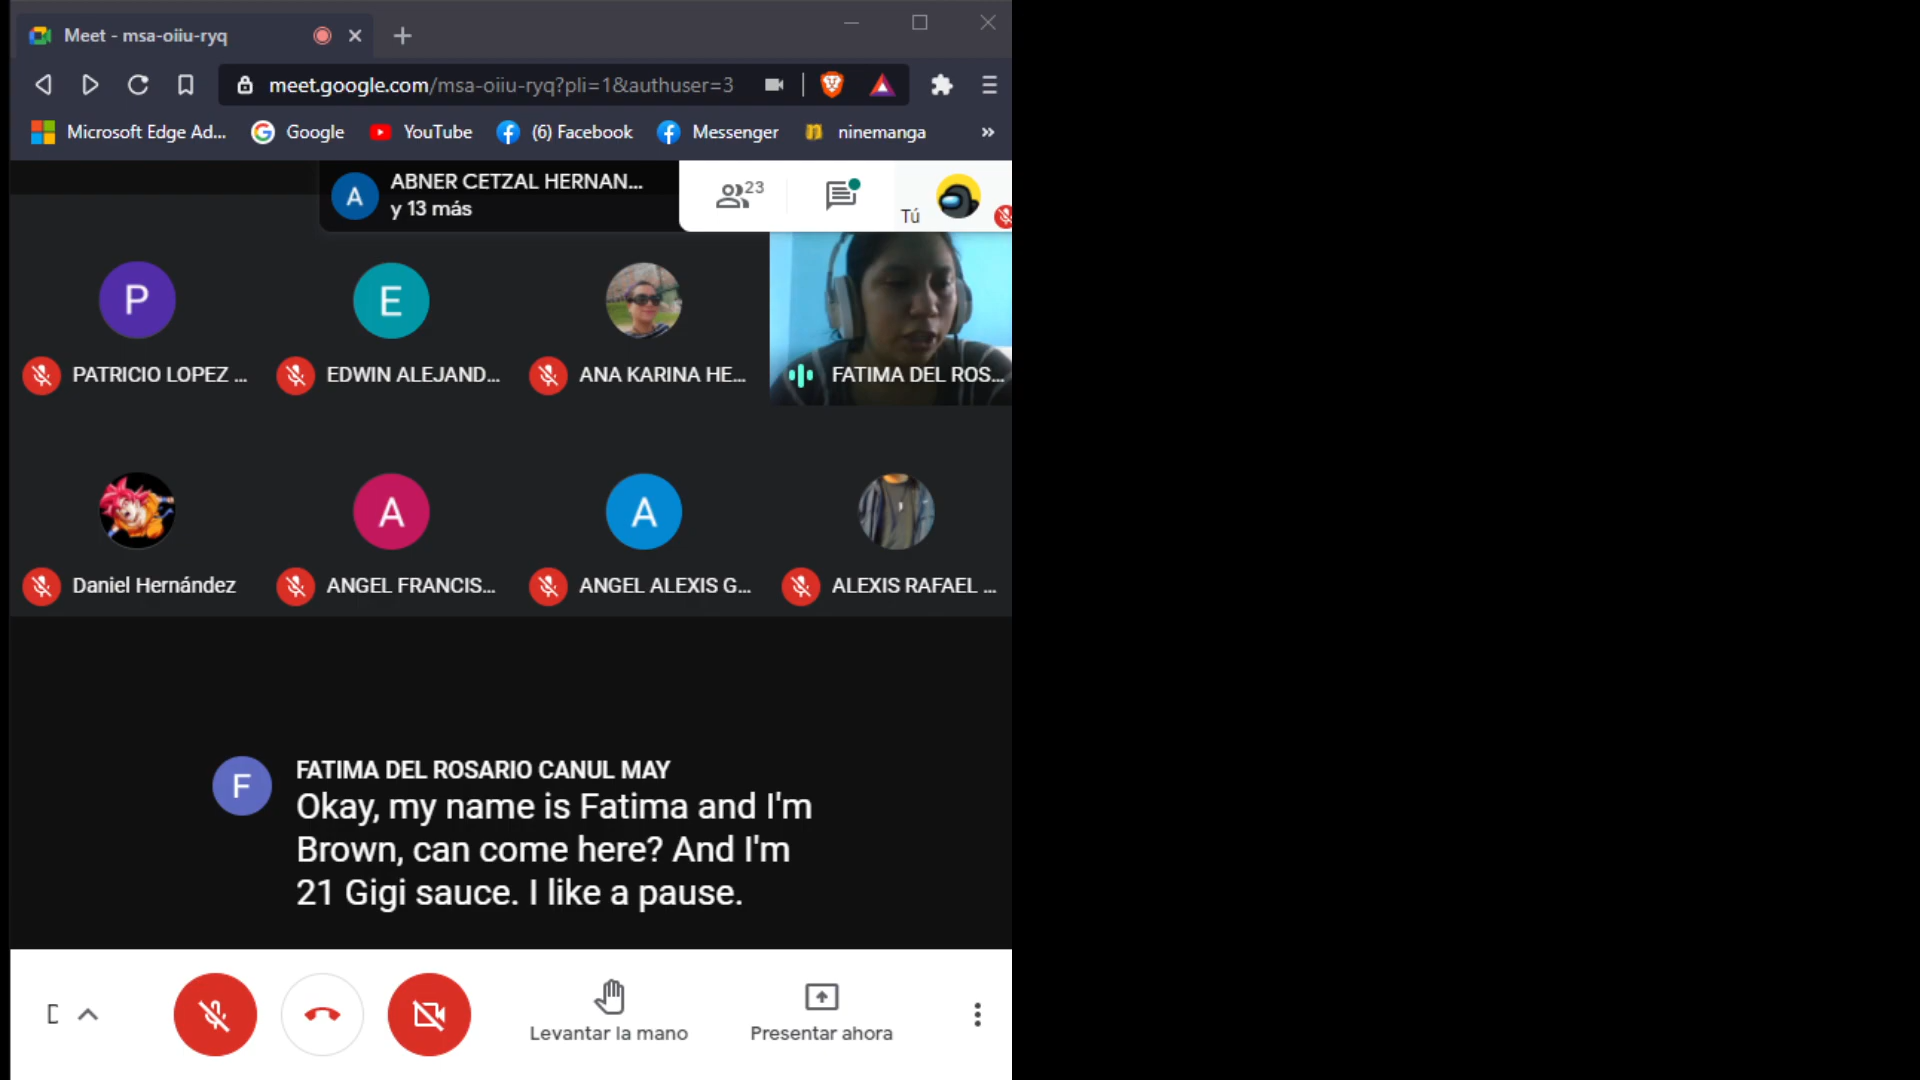 Meet - msa-oiiu-ryq
meet.google.com/msa-oiiu-ryq?pli=1&authuser=3
Microsoft Edge Ad... Google YouTube (6) Facebook Messenger ninemanga »
A ABNER CETZAL HERNAN...
y 13 más
23
Tú
P E
PATRICIO LOPEZ ... EDWIN ALEJAND... ANA KARINA HE... FATIMA DEL ROS...
A A
Daniel Hernández ANGEL FRANCIS... ANGEL ALEXIS G... ALEXIS RAFAEL ...
F
FATIMA DEL ROSARIO CANUL MAY
Okay, my name is Fatima and I'm
Brown, can come here? And I'm
21 Gigi sauce. I like a pause.
Levantar la mano Presentar ahora